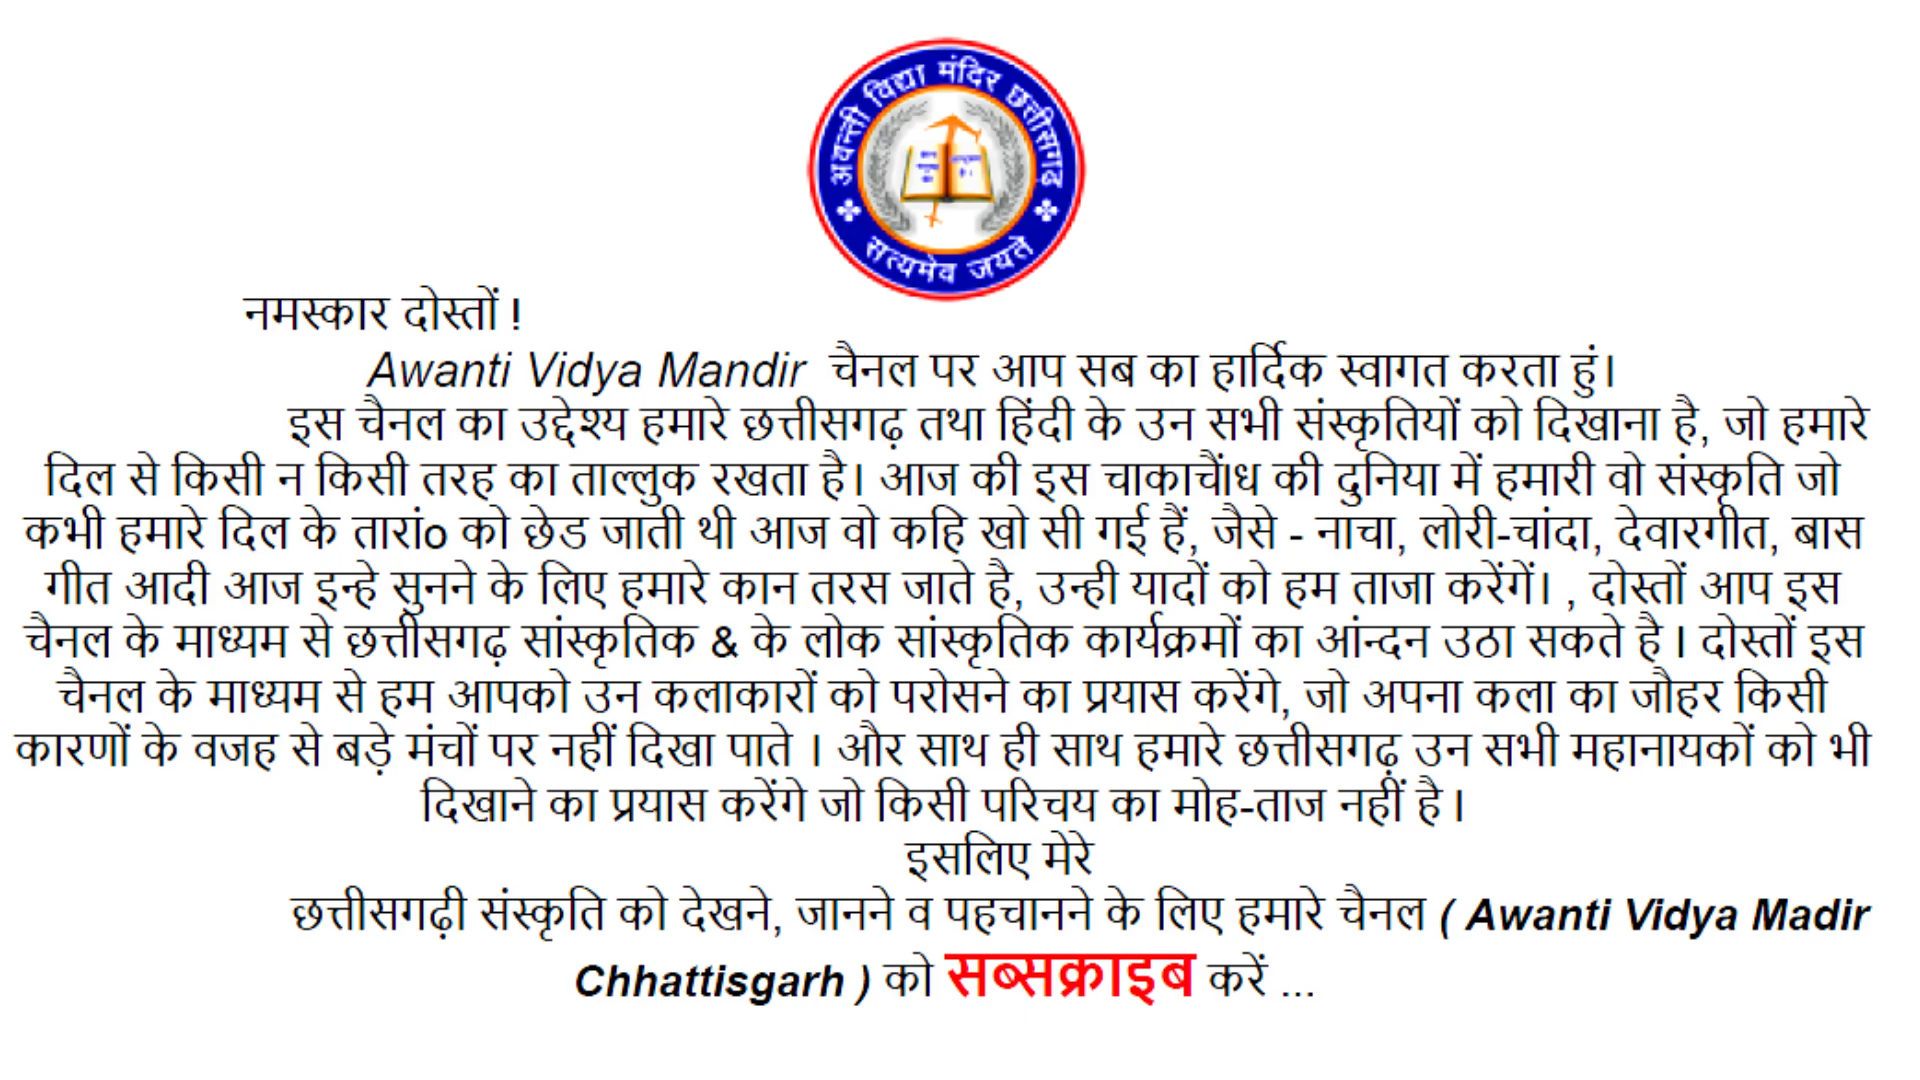 अवन्ती विद्या मंदिर छत्तीसगढ़
सत्यमेव जयते
नमस्कार दोस्तों !
Awanti Vidya Mandir चैनल पर आप सब का हार्दिक स्वागत करता हुं।
इस चैनल का उद्देश्य हमारे छत्तीसगढ़ तथा हिंदी के उन सभी संस्कृतियों को दिखाना है, जो हमारे
दिल से किसी न किसी तरह का ताल्लुक रखता है। आज की इस चाकाचैांध की दुनिया में हमारी वो संस्कृति जो
कभी हमारे दिल के तारांo को छेड जाती थी आज वो कहि खो सी गई हैं, जैसे - नाचा, लोरी-चांदा, देवारगीत, बास
गीत आदी आज इन्हे सुनने के लिए हमारे कान तरस जाते है, उन्ही यादों को हम ताजा करेंगें। , दोस्तों आप इस
चैनल के माध्यम से छत्तीसगढ़ सांस्कृतिक & के लोक सांस्कृतिक कार्यक्रमों का आंन्दन उठा सकते है । दोस्तों इस
चैनल के माध्यम से हम आपको उन कलाकारों को परोसने का प्रयास करेंगे, जो अपना कला का जौहर किसी
कारणों के वजह से बड़े मंचों पर नहीं दिखा पाते । और साथ ही साथ हमारे छत्तीसगढ़ उन सभी महानायकों को भी
दिखाने का प्रयास करेंगे जो किसी परिचय का मोह-ताज नहीं है ।
इसलिए मेरे
छत्तीसगढ़ी संस्कृति को देखने, जानने व पहचानने के लिए हमारे चैनल ( Awanti Vidya Madir
Chhattisgarh ) को सब्सक्राइब करें ...